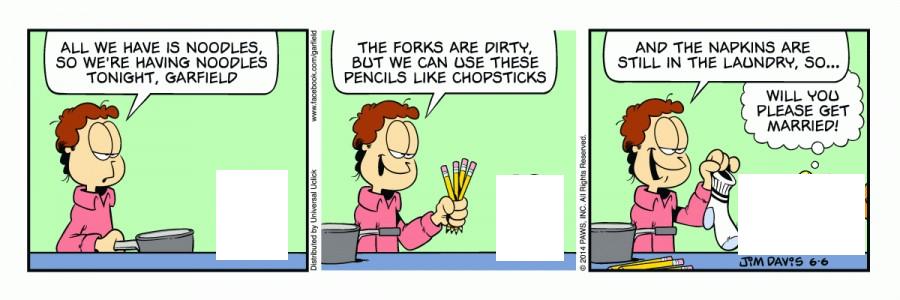 ALL WE HAVE IS NOODLES,
SO WE'RE HAVING NOODLES
TONIGHT, GARFIELD
www.facebook.com/garfield
Distributed by Universal Uclick
THE FORKS ARE DIRTY,
BUT WE CAN USE THESE
PENCILS LIKE CHOPSTICKS
© 2014 PAWS, INC. All Rights Reserved.
AND THE NAPKINS ARE
STILL IN THE LAUNDRY, SO...
WILL YOU
PLEASE GET
MARRIED!
JIM DAVIS 6-6